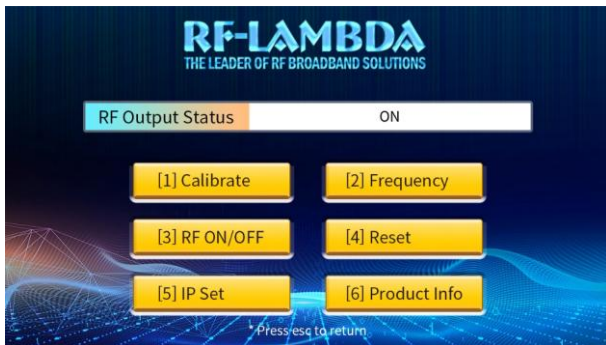 RF-LAMBDA
THE LEADER OF RF BROADBAND SOLUTIONS
RF Output Status ON
[1] Calibrate [2] Frequency
[3] RF ON/OFF [4] Reset
[5] IP Set [6] Product Info
* Press esc to return